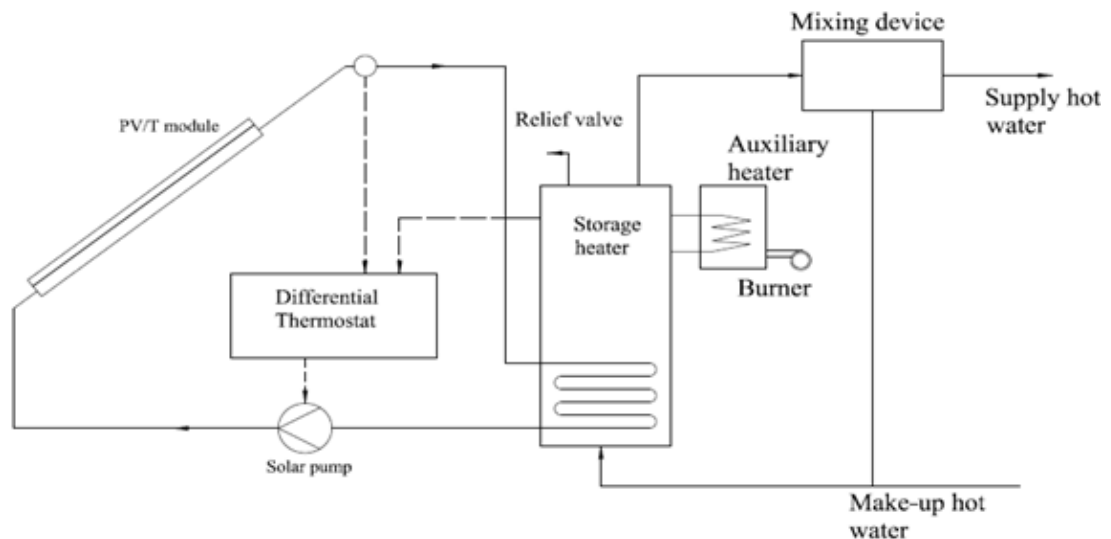 Mixing device
Supply hot
water
PV/T module
Relief valve
Auxiliary
heater
Storage
heater
Burner
Differential
Thermostat
Solar pump
Make-up hot
water